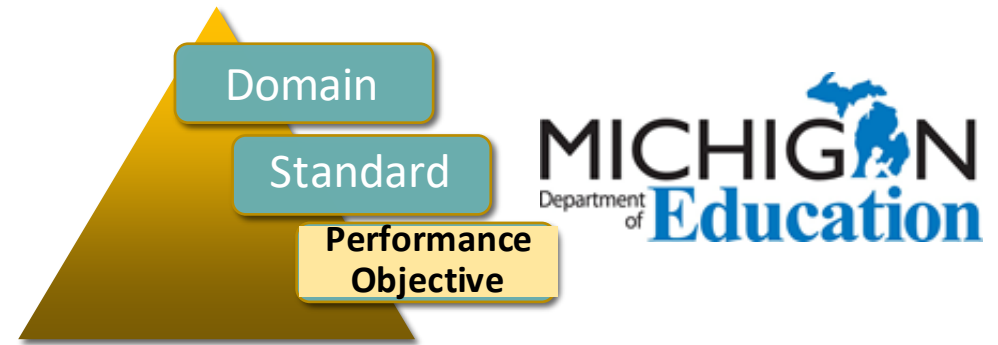 Domain
Standard
Performance
Objective
MICHIGAN
Department
of
Education